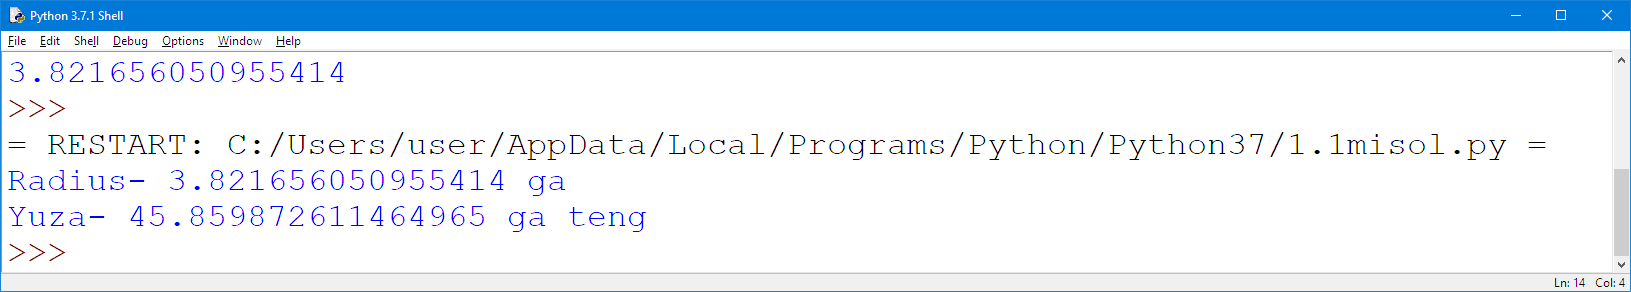 Python 3.7.1 Shell
File Edit Shell Debug Options Window Help
3.821656050955414
>>>
= RESTART: C:/Users/user/AppData/Local/Programs/Python/Python37/1.1misol.py =
Radius- 3.821656050955414 ga
Yuza- 45.859872611464965 ga teng
>>>
Ln: 14 Col: 4